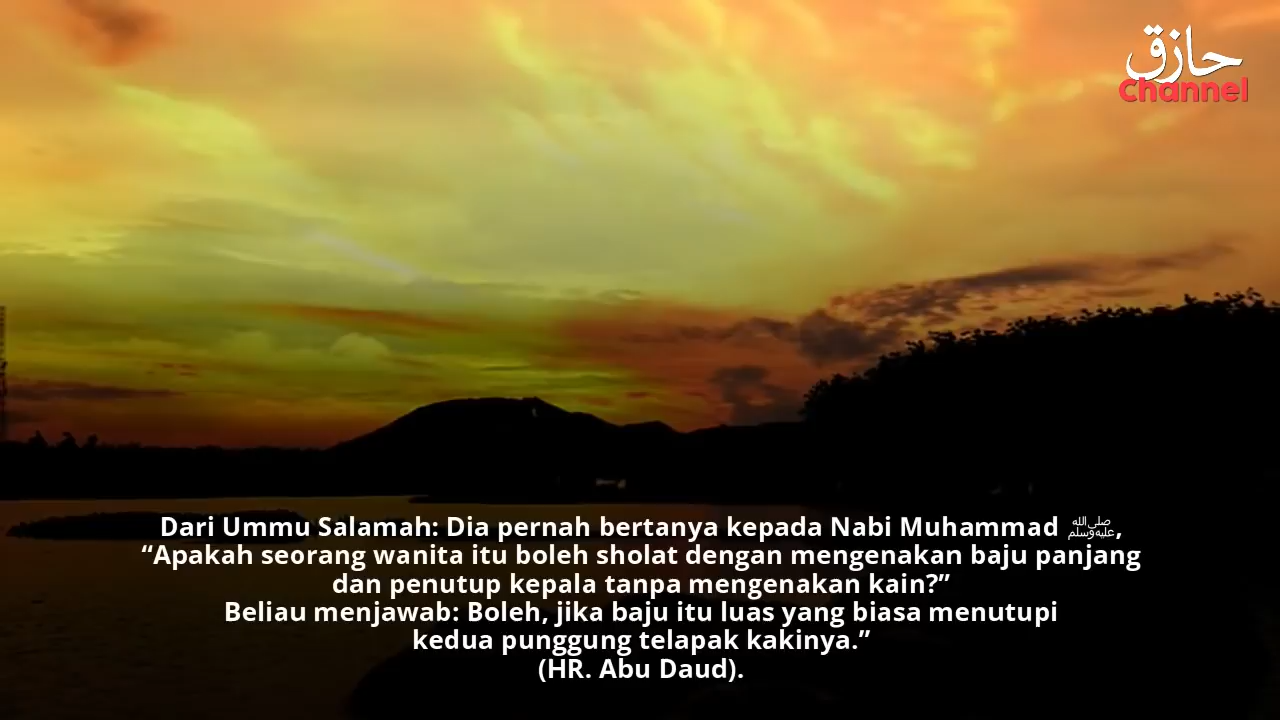 حازق
Channel
Dari Ummu Salamah: Dia pernah bertanya kepada Nabi Muhammad ﷺ,
“Apakah seorang wanita itu boleh sholat dengan mengenakan baju panjang
dan penutup kepala tanpa mengenakan kain?”
Beliau menjawab: Boleh, jika baju itu luas yang biasa menutupi
kedua punggung telapak kakinya.”
(HR. Abu Daud).